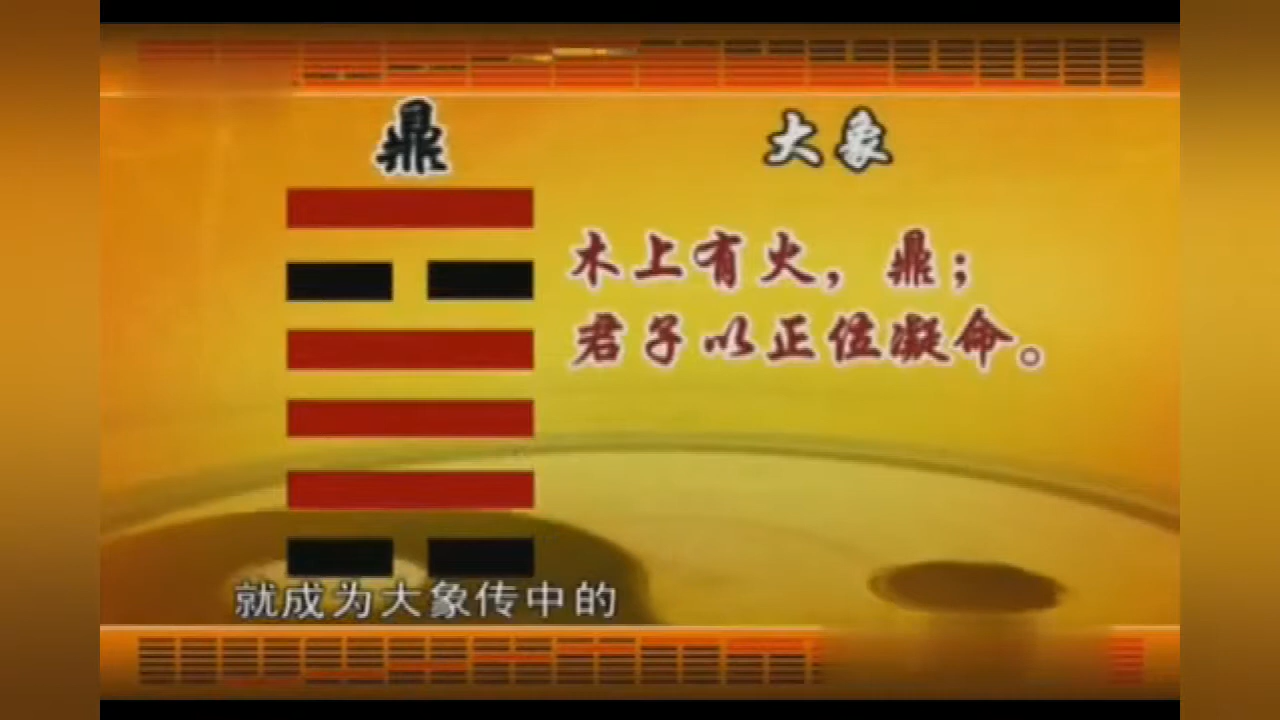 鼎
大象
木上有火，鼎；
君子以正位凝命。
就成为大象传中的